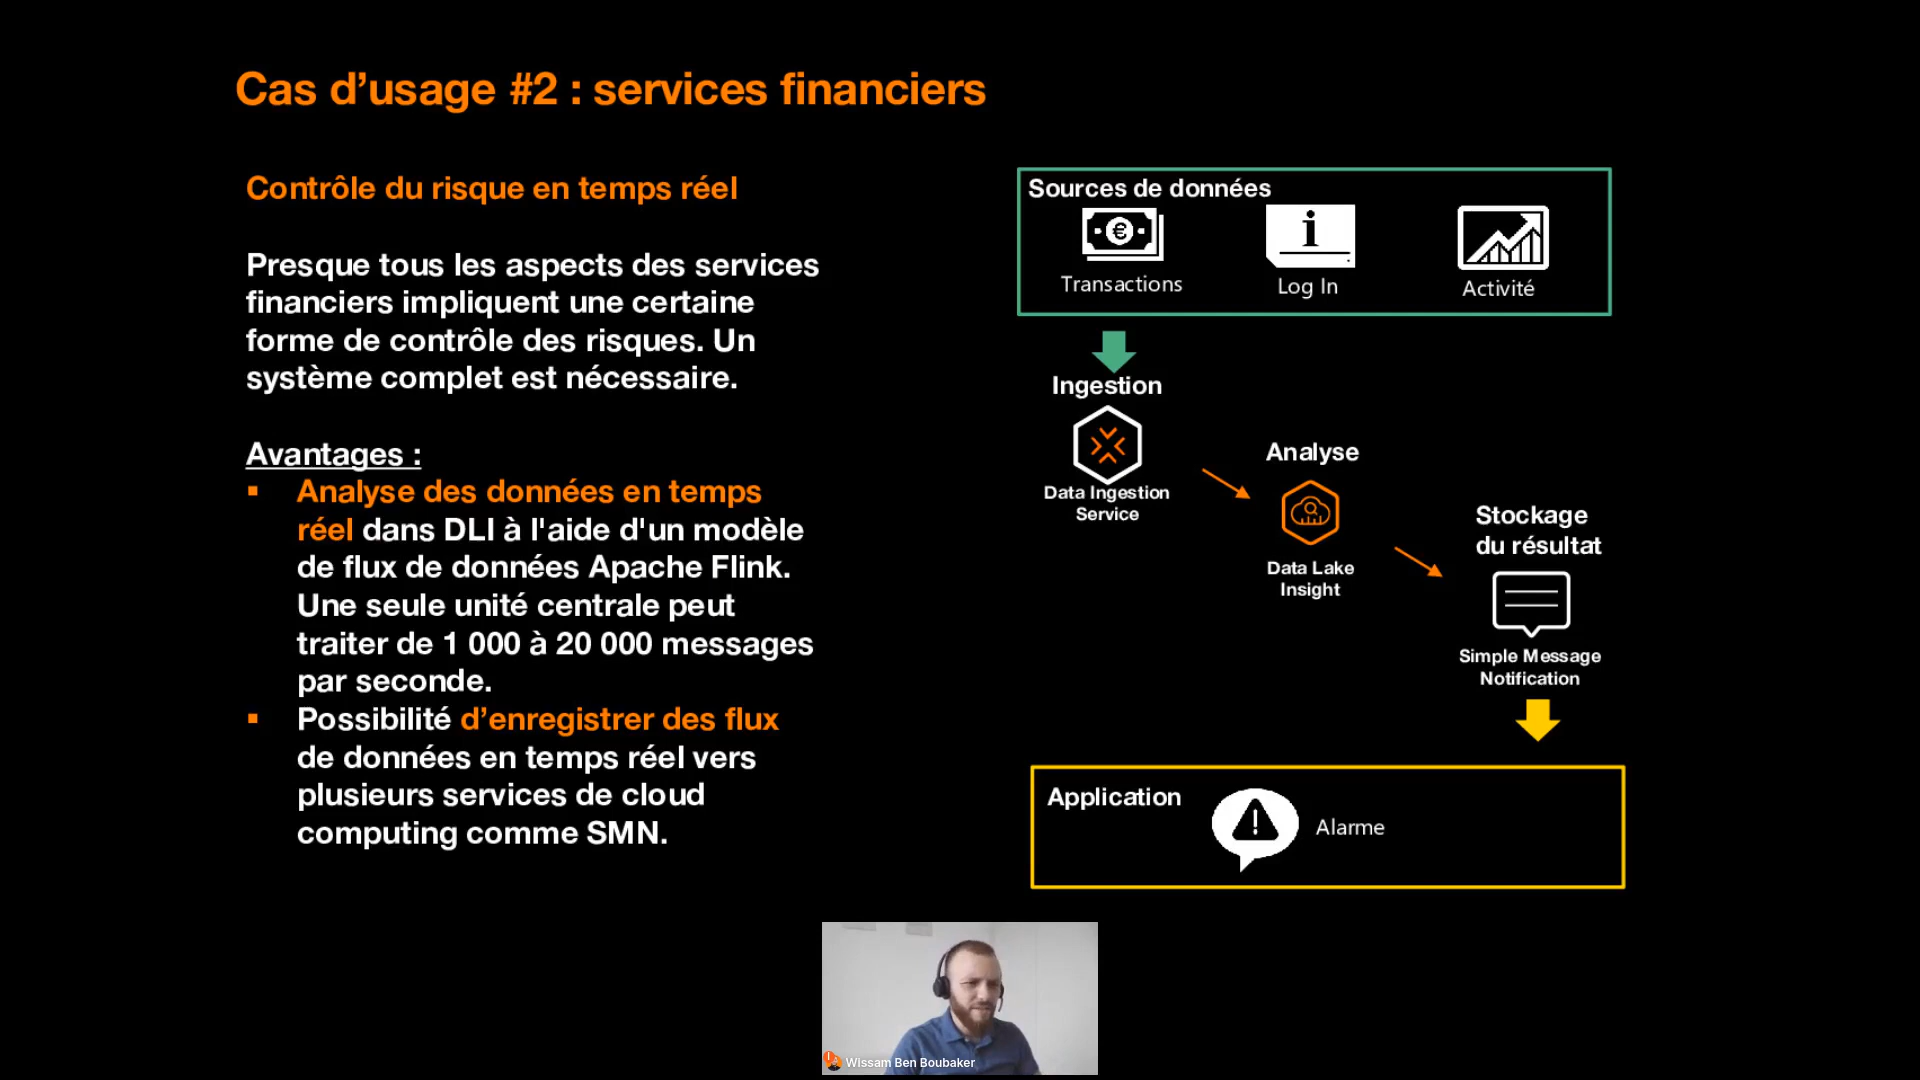 Cas d’usage #2 : services financiers
Contrôle du risque en temps réel
Presque tous les aspects des services
financiers impliquent une certaine
forme de contrôle des risques. Un
système complet est nécessaire.
Avantages :
▪ Analyse des données en temps
réel dans DLI à l'aide d'un modèle
de flux de données Apache Flink.
Une seule unité centrale peut
traiter de 1 000 à 20 000 messages
par seconde.
▪ Possibilité d’enregistrer des flux
de données en temps réel vers
plusieurs services de cloud
computing comme SMN.
Sources de données
Transactions
Log In
Activité
Ingestion
Data Ingestion
Service
Analyse
Data Lake
Insight
Stockage
du résultat
Simple Message
Notification
Application
Alarme
Wissam Ben Boubaker